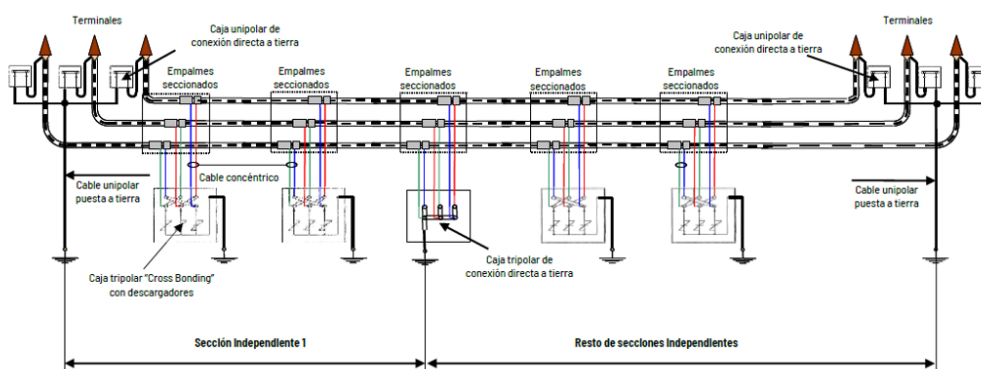 Terminales
Caja unipolar de
conexión directa a tierra
Caja unipolar de
conexión directa a tierra
Terminales
Empalmes
seccionados
Empalmes
seccionados
Empalmes
seccionados
Empalmes
seccionados
Empalmes
seccionados
Cable concéntrico
Cable unipolar
puesta a tierra
Cable unipolar
puesta a tierra
Caja tripolar "Cross Bonding"
con descargadores
Caja tripolar de
conexión directa a tierra
Sección Independiente 1
Resto de secciones Independientes